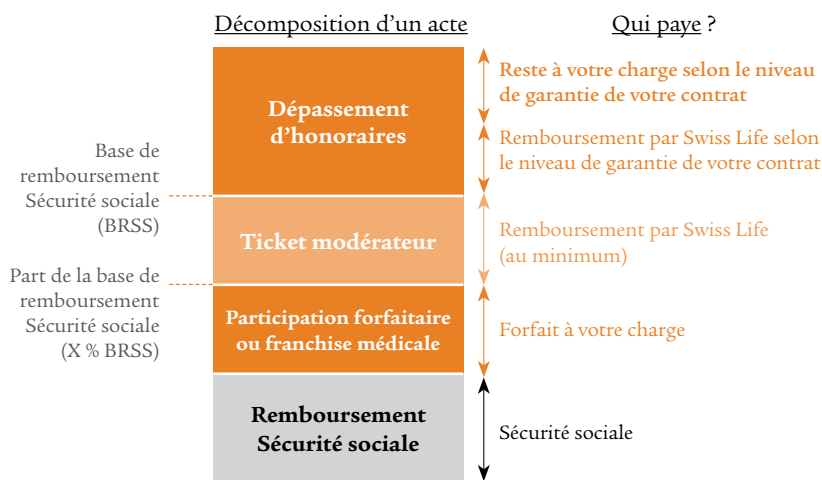 Décomposition d'un acte
Qui paye ?
Dépassement
d'honoraires
Reste à votre charge selon le niveau
de garantie de votre contrat
Remboursement par Swiss Life selon
le niveau de garantie de votre contrat
Base de
remboursement
Sécurité sociale
(BRSS)
Ticket modérateur
Remboursement par Swiss Life
(au minimum)
Part de la base de
remboursement
Sécurité sociale
(X % BRSS)
Participation forfaitaire
ou franchise médicale
Forfait à votre charge
Remboursement
Sécurité sociale
Sécurité sociale